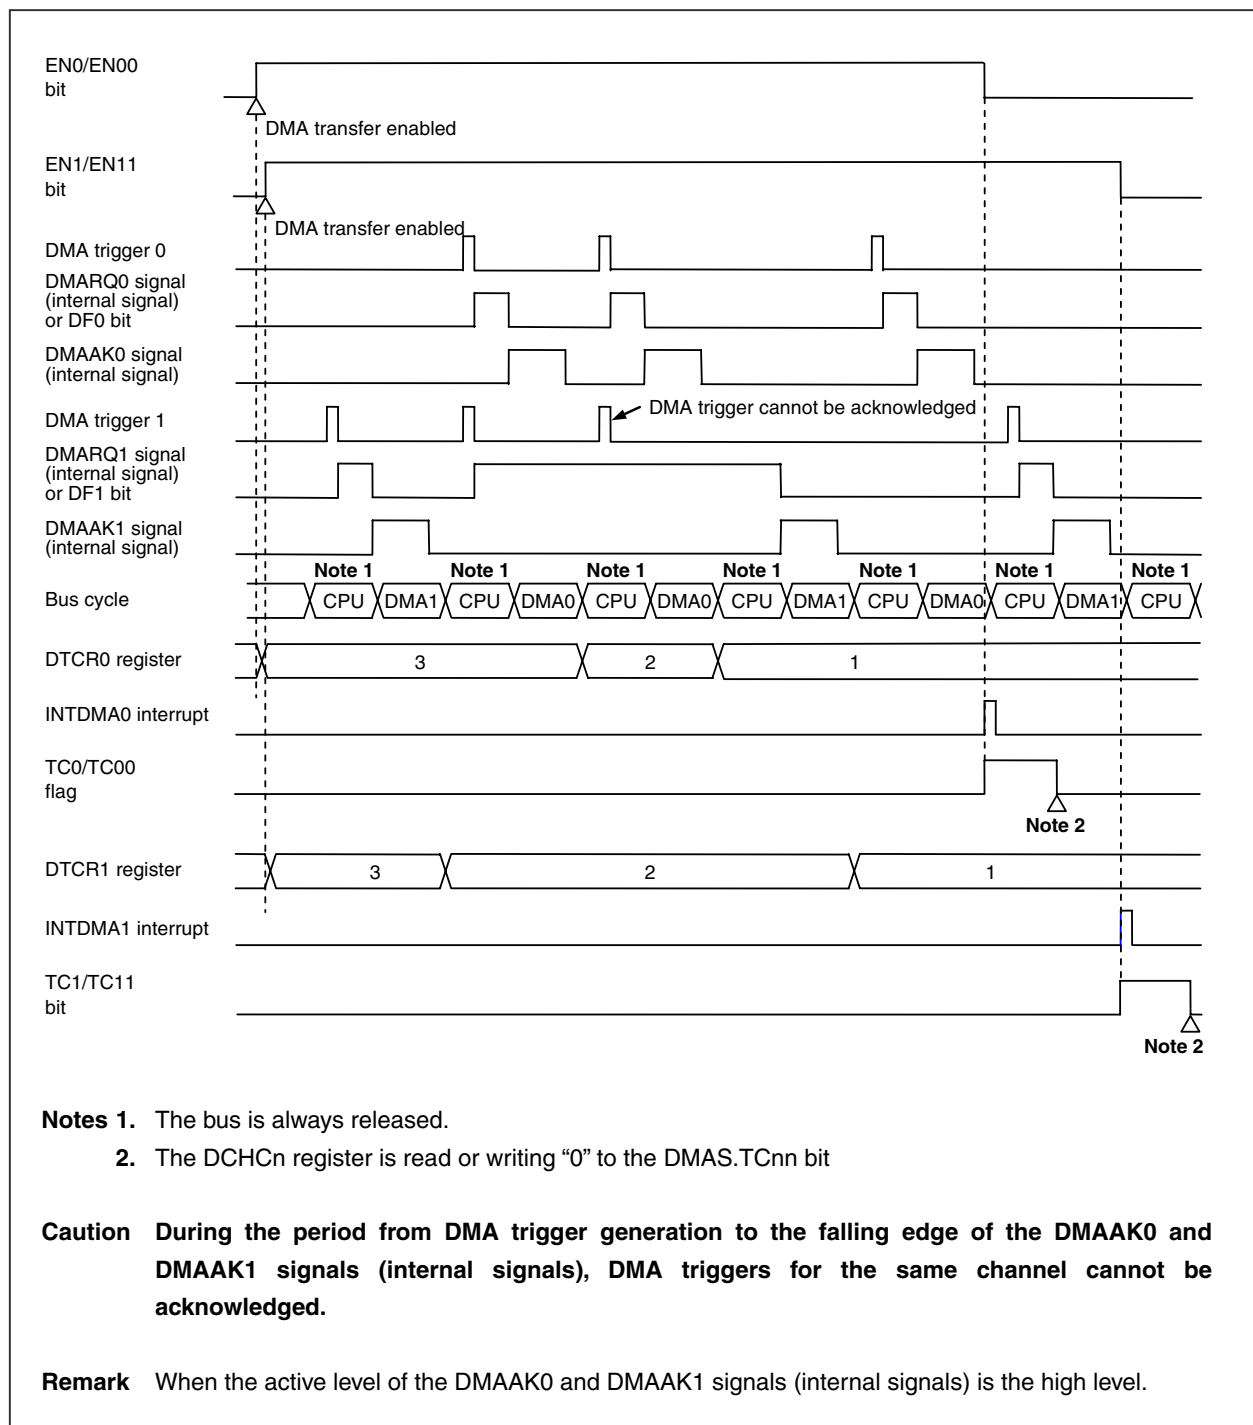 EN0/EN00
bit
DMA transfer enabled
EN1/EN11
bit
DMA transfer enabled
DMA trigger 0
DMARQ0 signal
(internal signal)
or DF0 bit
DMAAK0 signal
(internal signal)
DMA trigger 1
DMA trigger cannot be acknowledged
DMARQ1 signal
(internal signal)
or DF1 bit
DMAAK1 signal
(internal signal)
Note 1 Note 1 Note 1 Note 1 Note 1 Note 1 Note 1
Bus cycle CPU DMA1 CPU DMA0 CPU DMA0 CPU DMA1 CPU DMA0 CPU DMA1 CPU
DTCR0 register 3 2 1
INTDMA0 interrupt
TC0/TC00
flag
Note 2
DTCR1 register 3 2 1
INTDMA1 interrupt
TC1/TC11
bit
Note 2
Notes 1. The bus is always released.
2. The DCHCn register is read or writing “0” to the DMAS.TCnn bit
Caution During the period from DMA trigger generation to the falling edge of the DMAAK0 and
DMAAK1 signals (internal signals), DMA triggers for the same channel cannot be
acknowledged.
Remark When the active level of the DMAAK0 and DMAAK1 signals (internal signals) is the high level.